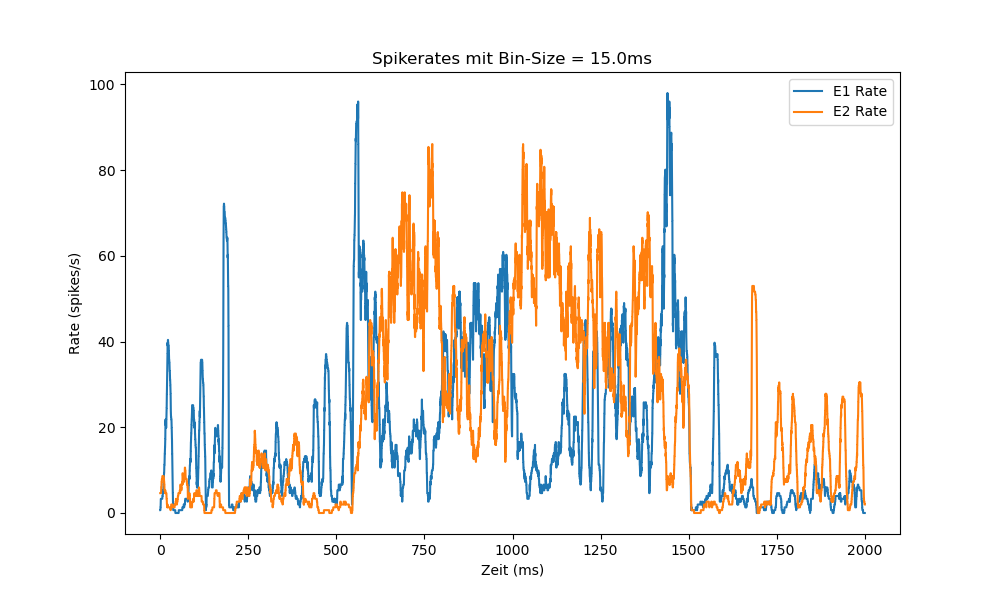 Spikerates mit Bin-Size = 15.0ms
E1 Rate
E2 Rate
100
80
60
40
20
0
Rate (spikes/s)
0 250 500 750 1000 1250 1500 1750 2000
Zeit (ms)